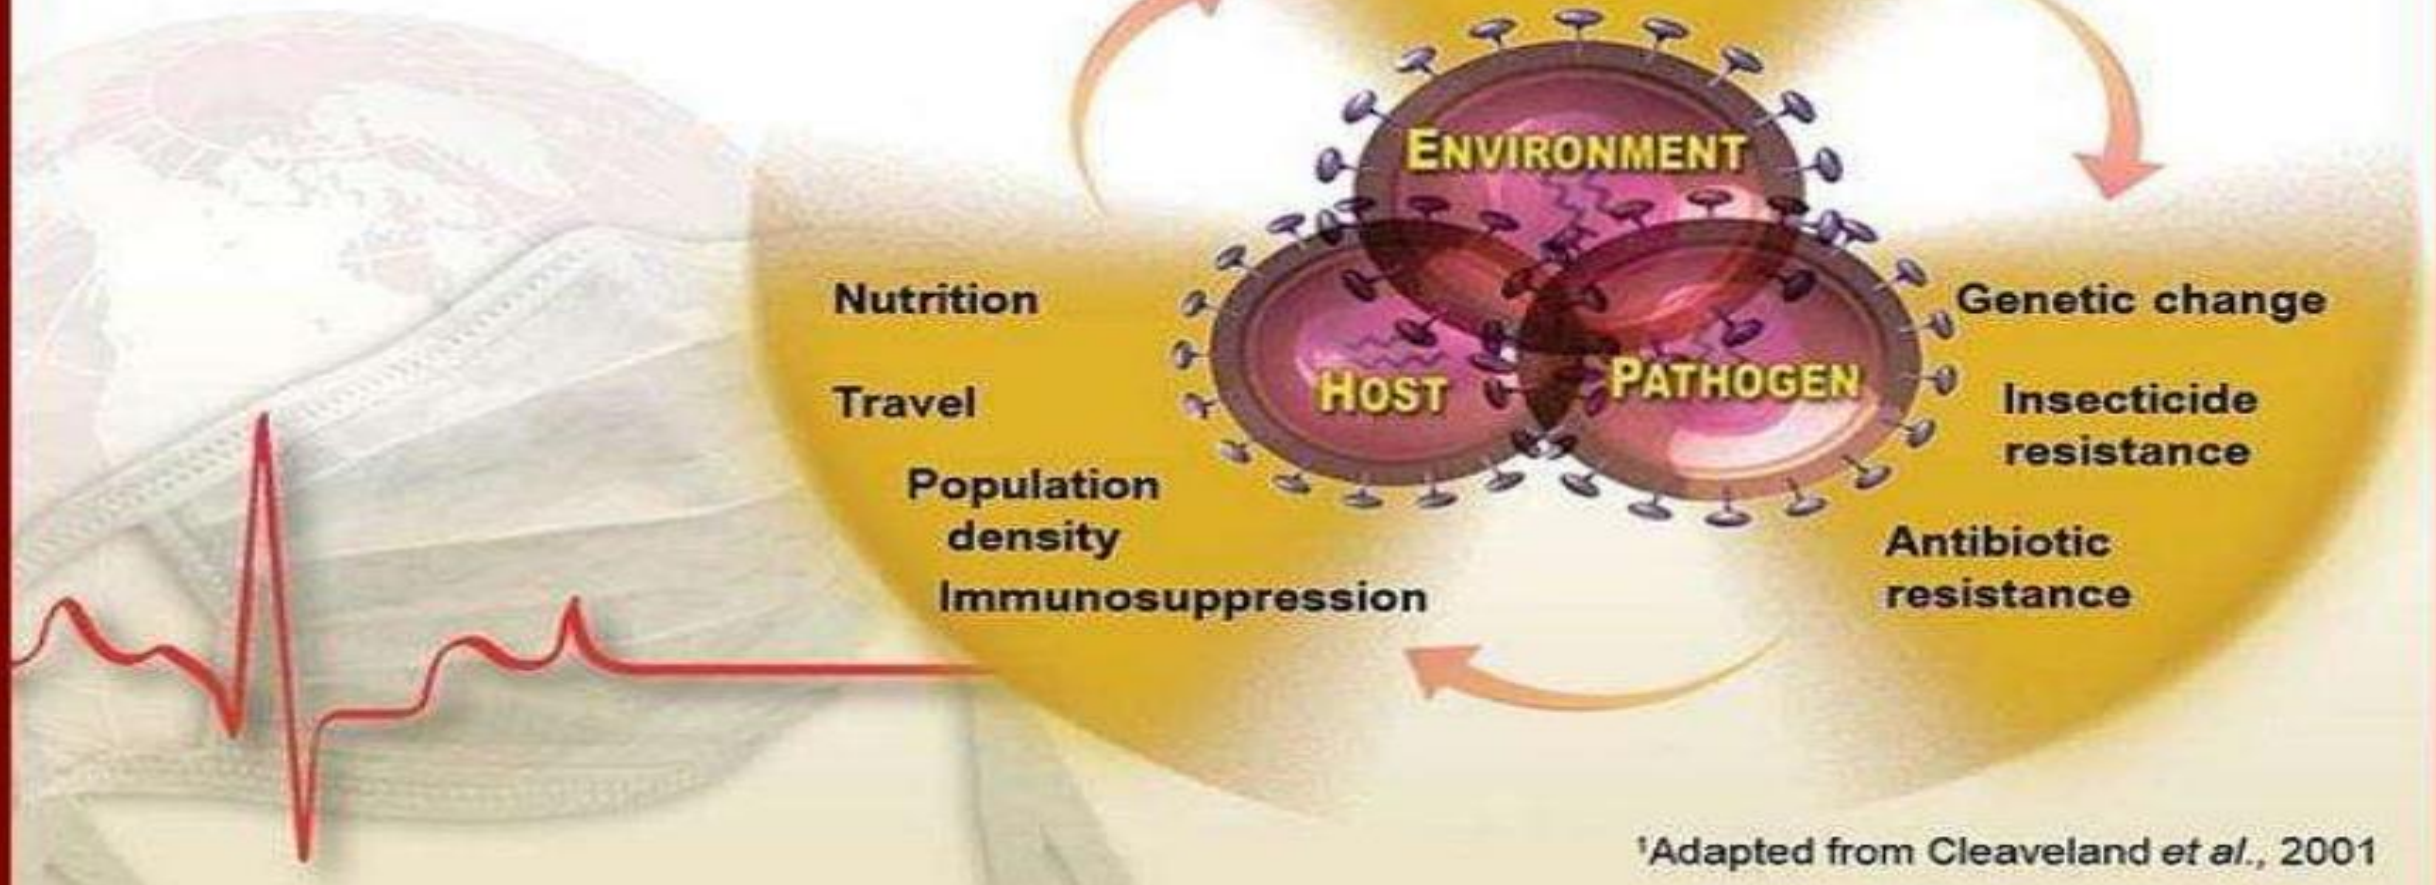 ENVIRONMENT
HOST
PATHOGEN
Nutrition
Travel
Population
density
Immunosuppression
Genetic change
Insecticide
resistance
Antibiotic
resistance
¹Adapted from Cleaveland et al., 2001